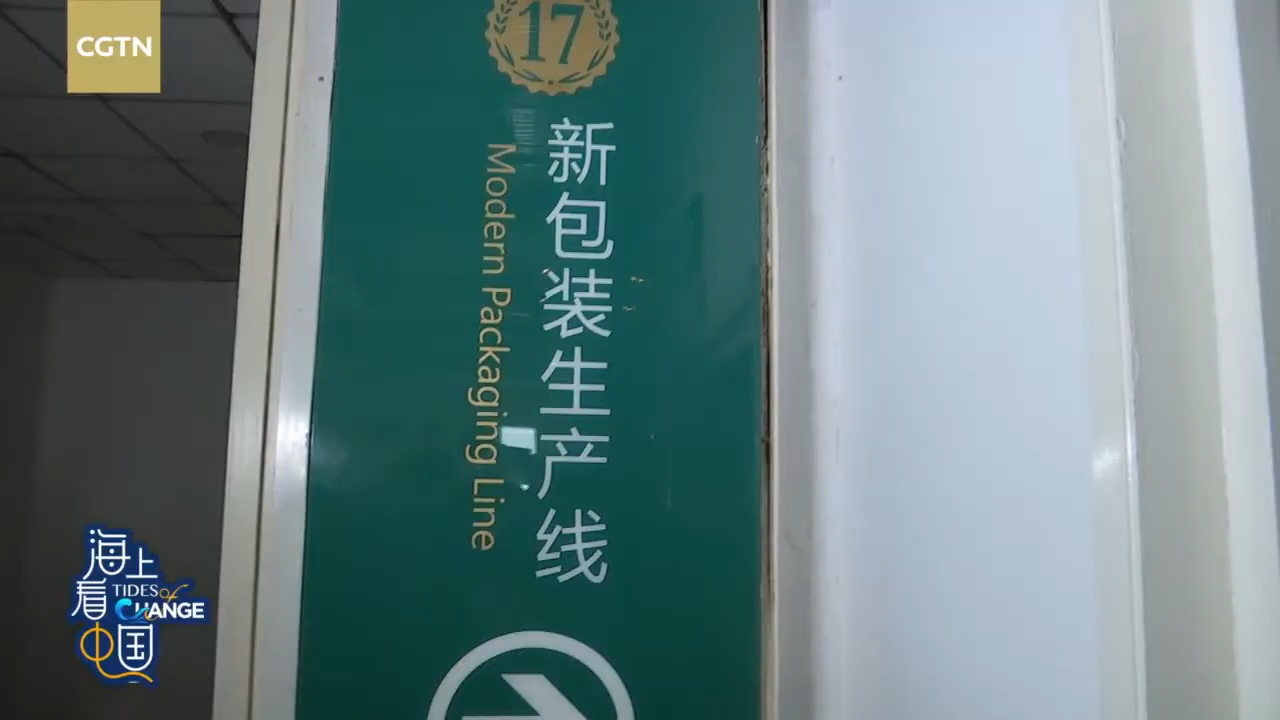 CGTN
17
新包装生产线
Modern Packaging Line
海上
看
TIDES of
CHANGE
中国